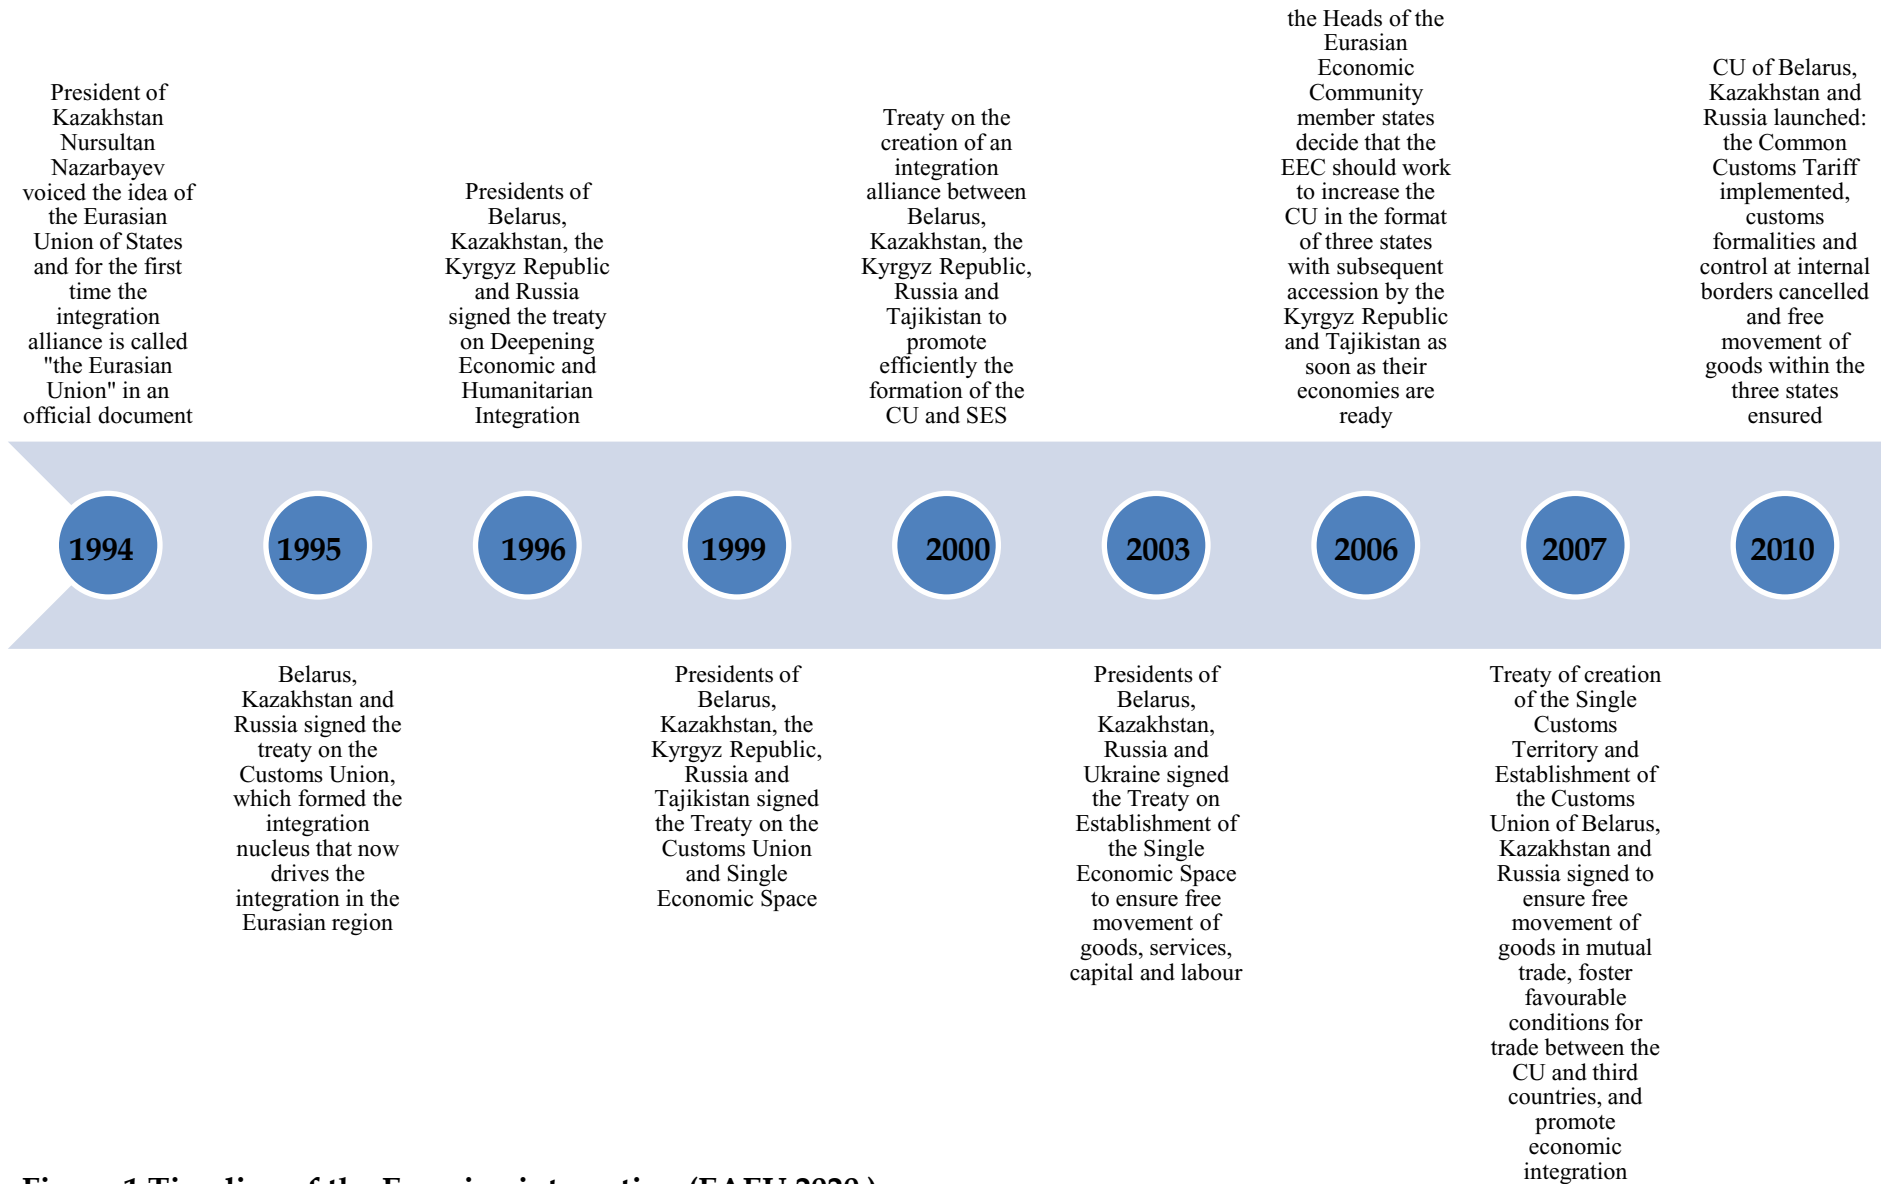 President of
Kazakhstan
Nursultan
Nazarbayev
voiced the idea of
the Eurasian
Union of States
and for the first
time the
integration
alliance is called
"the Eurasian
Union" in an
official document
Presidents of
Belarus,
Kazakhstan, the
Kyrgyz Republic
and Russia
signed the treaty
on Deepening
Economic and
Humanitarian
Integration
Treaty on the
creation of an
integration
alliance between
Belarus,
Kazakhstan, the
Kyrgyz Republic,
Russia and
Tajikistan to
promote
efficiently the
formation of the
CU and SES
the Heads of the
Eurasian
Economic
Community
member states
decide that the
EEC should work
to increase the
CU in the format
of three states
with subsequent
accession by the
Kyrgyz Republic
and Tajikistan as
soon as their
economies are
ready
CU of Belarus,
Kazakhstan and
Russia launched:
the Common
Customs Tariff
implemented,
customs
formalities and
control at internal
borders cancelled
and free
movement of
goods within the
three states
ensured
1994
1995
1996
1999
2000
2003
2006
2007
2010
Belarus,
Kazakhstan and
Russia signed the
treaty on the
Customs Union,
which formed the
integration
nucleus that now
drives the
integration in the
Eurasian region
Presidents of
Belarus,
Kazakhstan, the
Kyrgyz Republic,
Russia and
Tajikistan signed
the Treaty on the
Customs Union
and Single
Economic Space
Presidents of
Belarus,
Kazakhstan,
Russia and
Ukraine signed
the Treaty on
Establishment of
the Single
Economic Space
to ensure free
movement of
goods, services,
capital and labour
Treaty of creation
of the Single
Customs
Territory and
Establishment of
the Customs
Union of Belarus,
Kazakhstan and
Russia signed to
ensure free
movement of
goods in mutual
trade, foster
favourable
conditions for
trade between the
CU and third
countries, and
promote
economic
integration
Figure 1 Timeline of the Eurasian integration (EAEU 2020 )